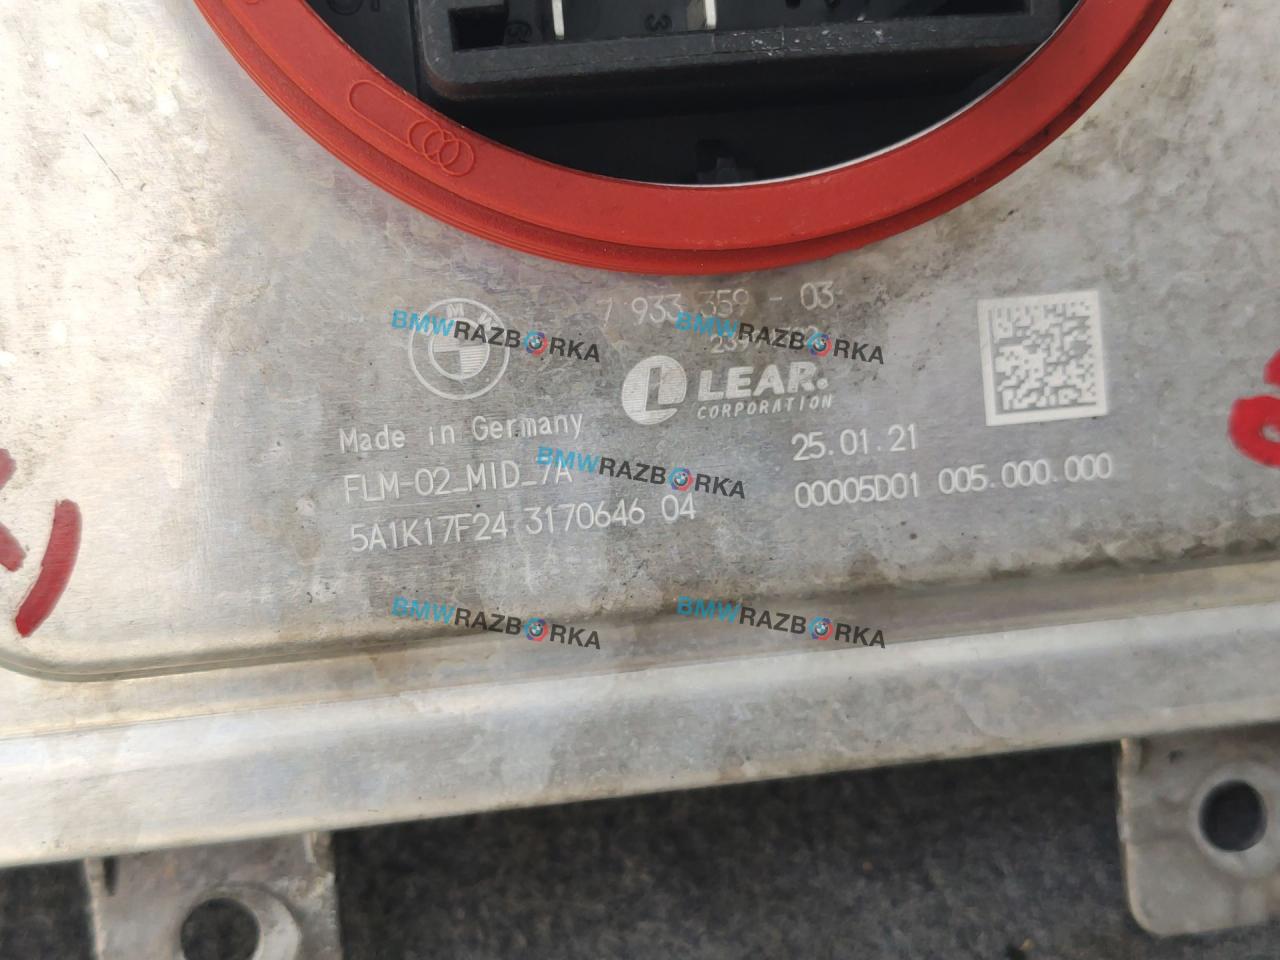 7 933 359 - 03
BMWRAZBORKA
BMWRAZBORKA
LEAR.
CORPORATION
Made in Germany
25.01.21
BMWRAZBORKA
FLM-02_MID_7A
00005D01 005.000.000
5A1K17F24 3170646 04
BMWRAZBORKA
BMWRAZBORKA